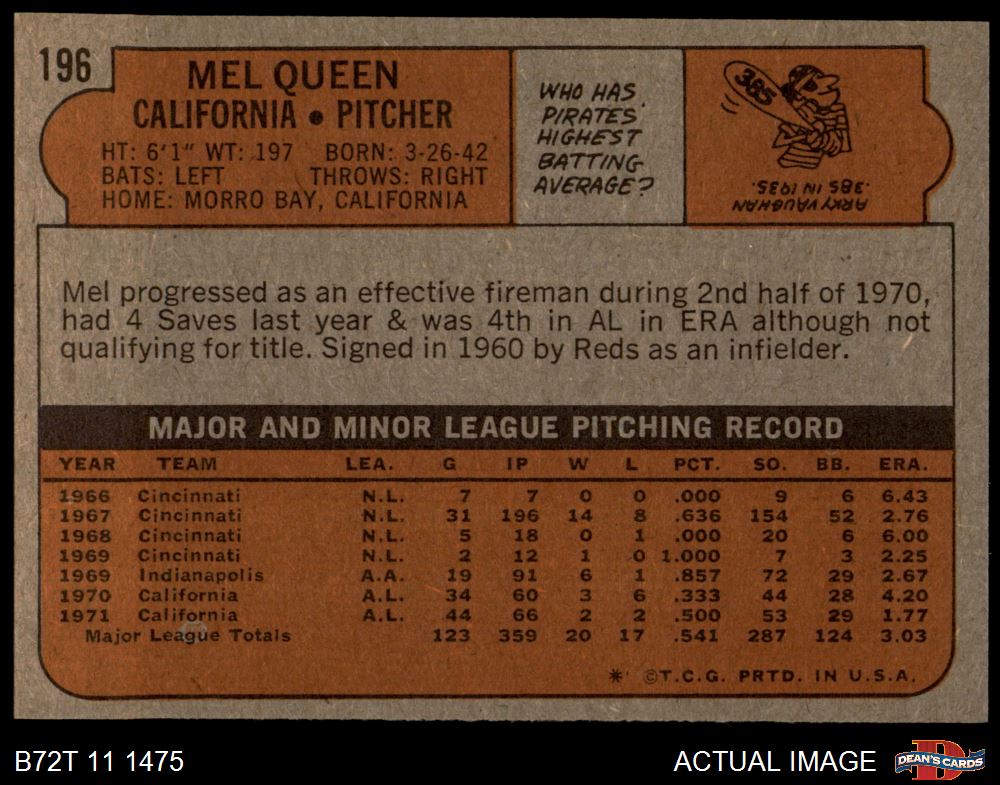 196
MEL QUEEN
CALIFORNIA • PITCHER
HT: 6'1" WT: 197 BORN: 3-26-42
BATS: LEFT THROWS: RIGHT
HOME: MORRO BAY, CALIFORNIA
WHO HAS
PIRATES
HIGHEST
BATTING
AVERAGE?
385
ARKY VAUGHAN
.385 IN 1935.
Mel progressed as an effective fireman during 2nd half of 1970,
had 4 Saves last year & was 4th in AL in ERA although not
qualifying for title. Signed in 1960 by Reds as an infielder.
MAJOR AND MINOR LEAGUE PITCHING RECORD
YEAR TEAM LEA. G IP W L PCT. SO. BB. ERA.
1966 Cincinnati N.L. 7 7 0 0 .000 9 6 6.43
1967 Cincinnati N.L. 31 196 14 8 .636 154 52 2.76
1968 Cincinnati N.L. 5 18 0 1 .000 20 6 6.00
1969 Cincinnati N.L. 2 12 1 0 1.000 7 3 2.25
1969 Indianapolis A.A. 19 91 6 1 .857 72 29 2.67
1970 California A.L. 34 60 3 6 .333 44 28 4.20
1971 California A.L. 44 66 2 2 .500 53 29 1.77
Major League Totals 123 359 20 17 .541 287 124 3.03
* ©T.C.G. PRTD. IN U.S.A.
B72T 11 1475
ACTUAL IMAGE
D
DEAN'S CARDS